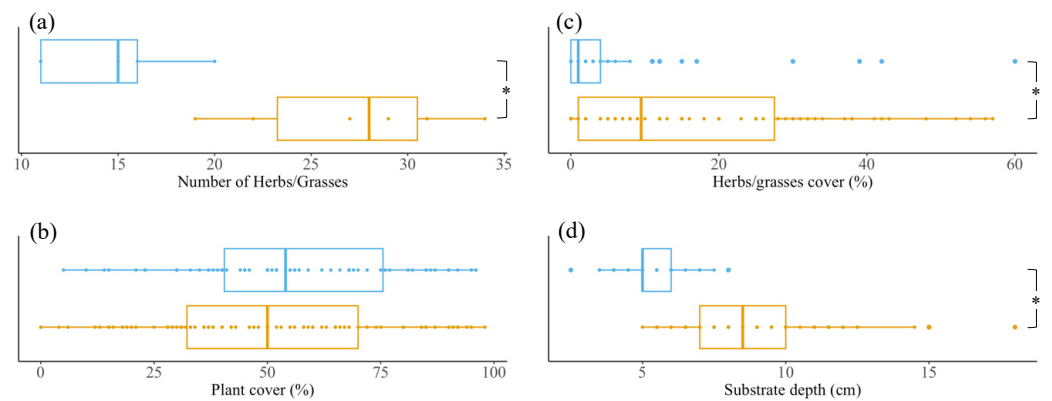 (a)
*
10 15 20 25 30 35
Number of Herbs/Grasses
(c)
*
0 20 40 60
Herbs/grasses cover (%)
(b)
0 25 50 75 100
Plant cover (%)
(d)
*
5 10 15
Substrate depth (cm)